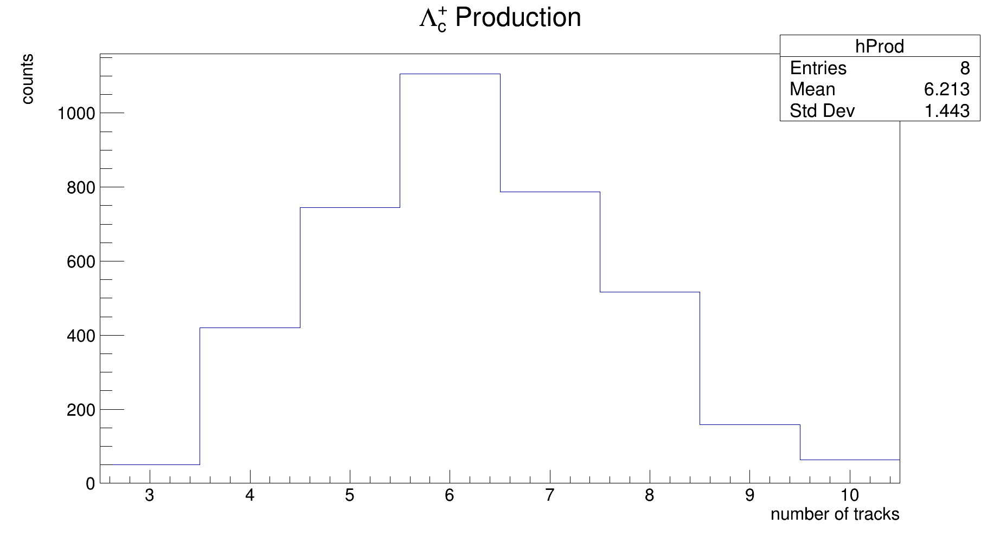 Λc+ Production
hProd
Entries 8
Mean 6.213
Std Dev 1.443
counts
1000
800
600
400
200
0
3 4 5 6 7 8 9 10
number of tracks